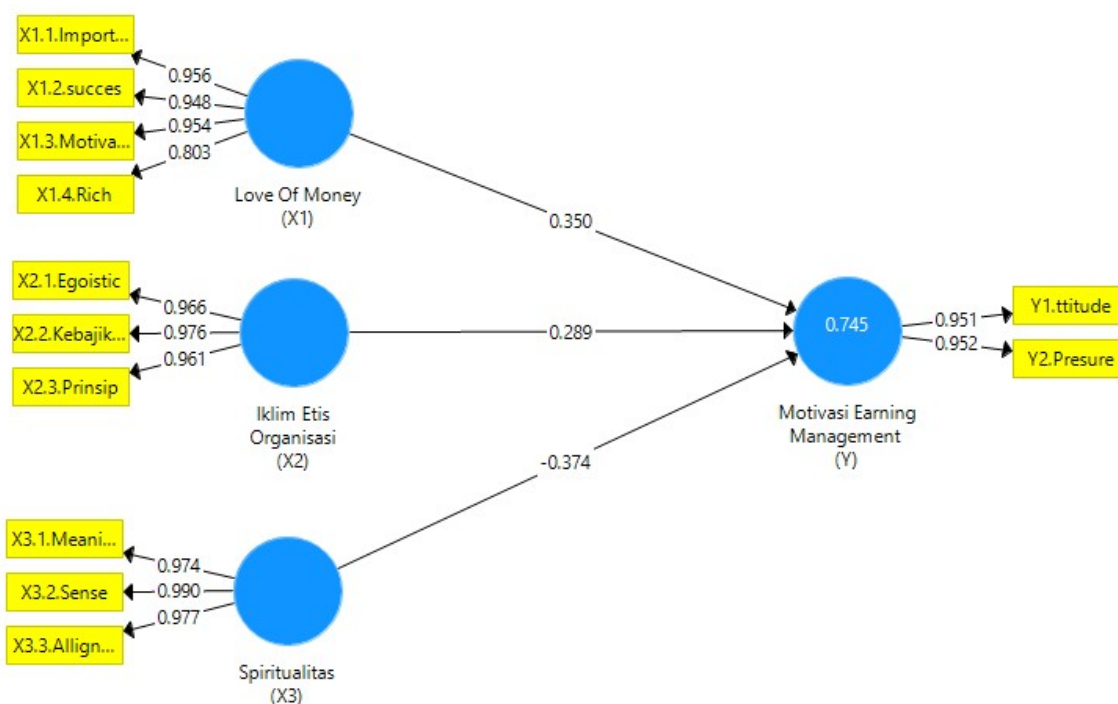 X1.1.Import...
X1.2.succes
X1.3.Motiva...
X1.4.Rich
0.956
0.948
0.954
0.803
Love Of Money
(X1)
0.350
X2.1.Egoistic
X2.2.Kebajik...
X2.3.Prinsip
0.966
0.976
0.961
Iklim Etis
Organisasi
(X2)
0.289
X3.1.Meani...
X3.2.Sense
X3.3.Allign...
0.974
0.990
0.977
Spiritualitas
(X3)
-0.374
0.745
Motivasi Earning
Management
(Y)
0.951
0.952
Y1.ttitude
Y2.Presure